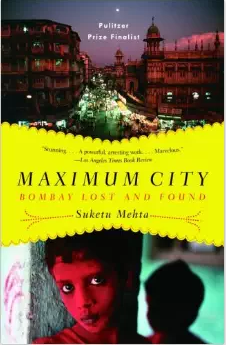 Pulitzer
Prize Finalist
"Stunning. . . . A powerful, arresting work. . . . Marvelous."
—Los Angeles Times Book Review
MAXIMUM CITY
BOMBAY LOST AND FOUND
Suketu Mehta